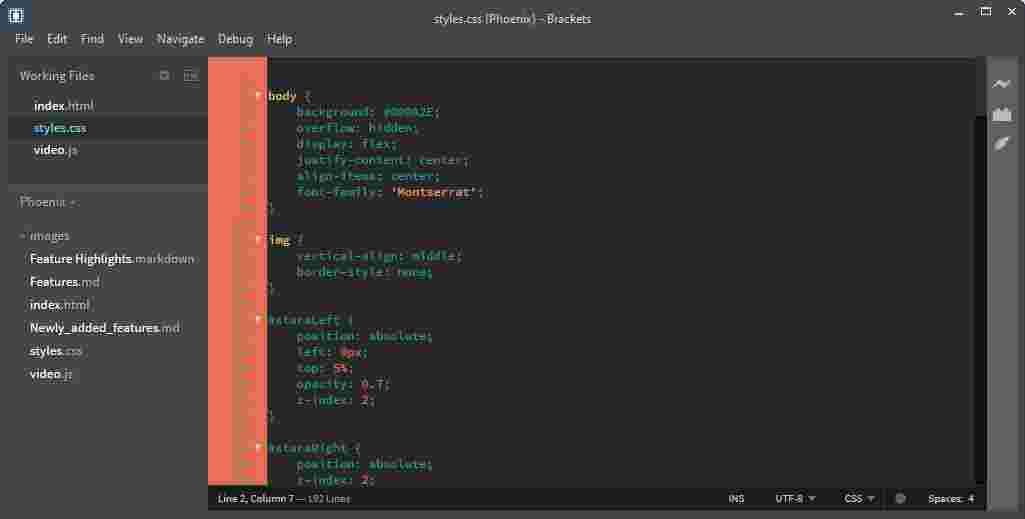 styles.css (Phoenix) - Brackets
File Edit Find View Navigate Debug Help
Working Files
index.html
styles.css
video.js
Phoenix
images
Feature Highlights.markdown
Features.md
index.html
Newly_added_features.md
styles.css
video.js
body {
background:
overflow: hidden;
display: flex;
justify-content: center;
align-items: center;
font-family: 'Montserrat';
}
img {
vertical-align: middle;
border-style: none;
}
#starsLeft {
position: absolute;
left: 0px;
top: 5%;
opacity: 0.7;
z-index: 2;
}
#starsRight {
position: absolute;
z-index: 2;
Line 2, Column 7 — 192 Lines
INS UTF-8 CSS Spaces: 4